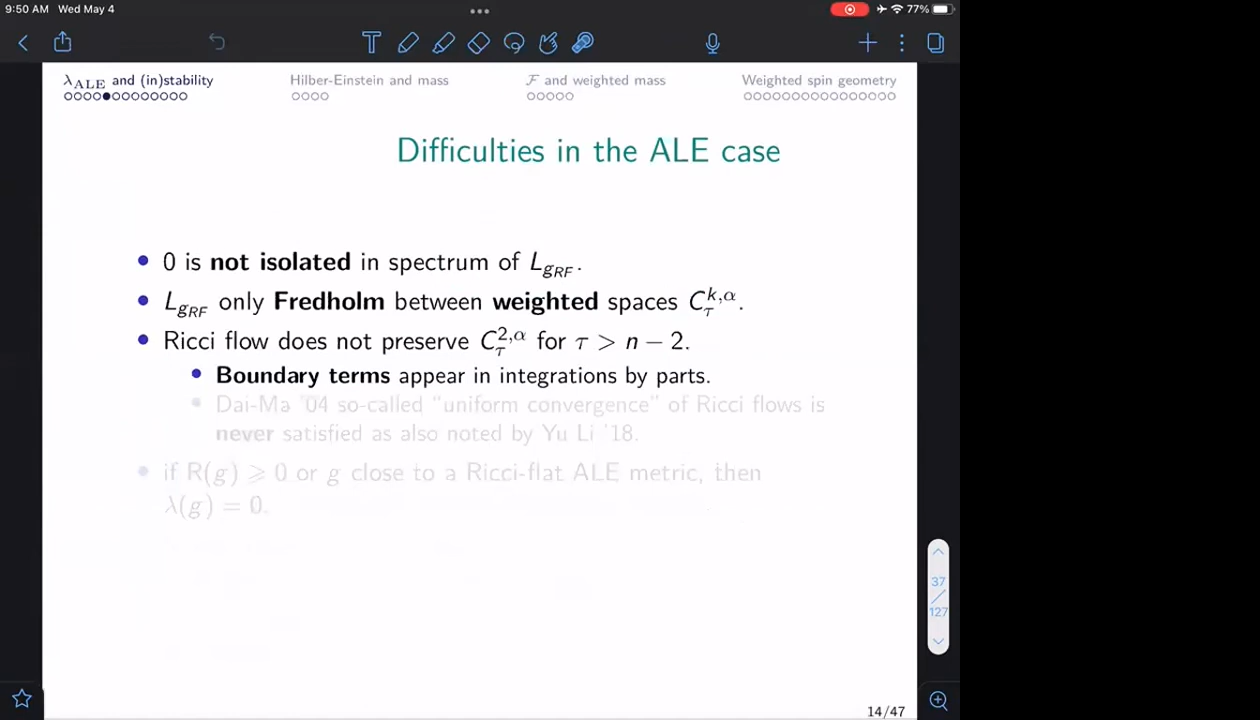 9:50 AM Wed May 4
77%
λALE and (in)stability
Hilber-Einstein and mass
ℱ and weighted mass
Weighted spin geometry
Difficulties in the ALE case
• 0 is not isolated in spectrum of L_{g_{RF}}.
• L_{g_{RF}} only Fredholm between weighted spaces C_τ^{k,α}.
• Ricci flow does not preserve C_τ^{2,α} for τ > n − 2.
• Boundary terms appear in integrations by parts.
• Dai-Ma '04 so-called “uniform convergence” of Ricci flows is
never satisfied as also noted by Yu Li '18.
• if R(g) ⩾ 0 or g close to a Ricci-flat ALE metric, then
λ(g) = 0.
37
/
127
14/47